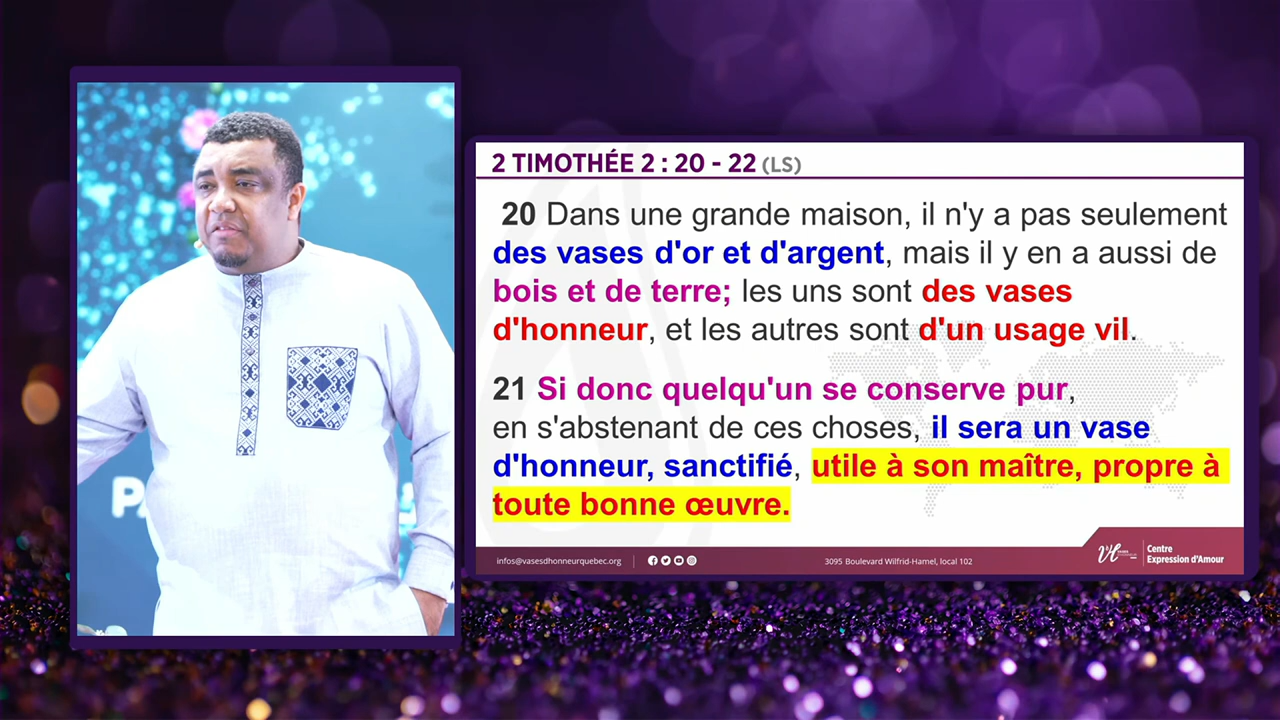 2 TIMOTHÉE 2 : 20 - 22 (LS)
20 Dans une grande maison, il n'y a pas seulement
des vases d'or et d'argent, mais il y en a aussi de
bois et de terre; les uns sont des vases
d'honneur, et les autres sont d'un usage vil.
21 Si donc quelqu'un se conserve pur,
en s'abstenant de ces choses, il sera un vase
d'honneur, sanctifié, utile à son maître, propre à
toute bonne œuvre.
infos@vasesdhonneurquebec.org
3095 Boulevard Wilfrid-Hamel, local 102
Centre
Expression d'Amour